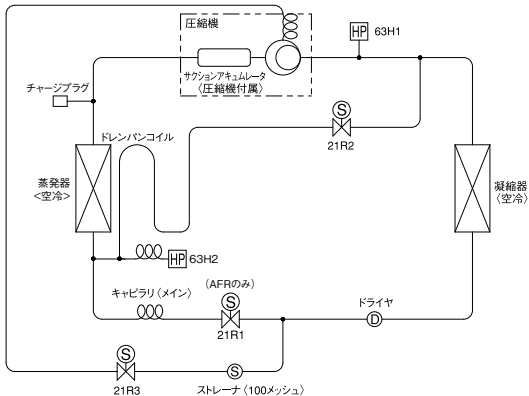 圧縮機
HP 63H1
サクションアキュムレータ
〈圧縮機付属〉
チャージプラグ
ドレンパンコイル
S
21R2
蒸発器
<空冷>
凝縮器
〈空冷〉
HP 63H2
(AFRのみ)
キャピラリ〈メイン〉
S
ドライヤ
D
21R1
S
S
21R3
ストレーナ〈100メッシュ〉